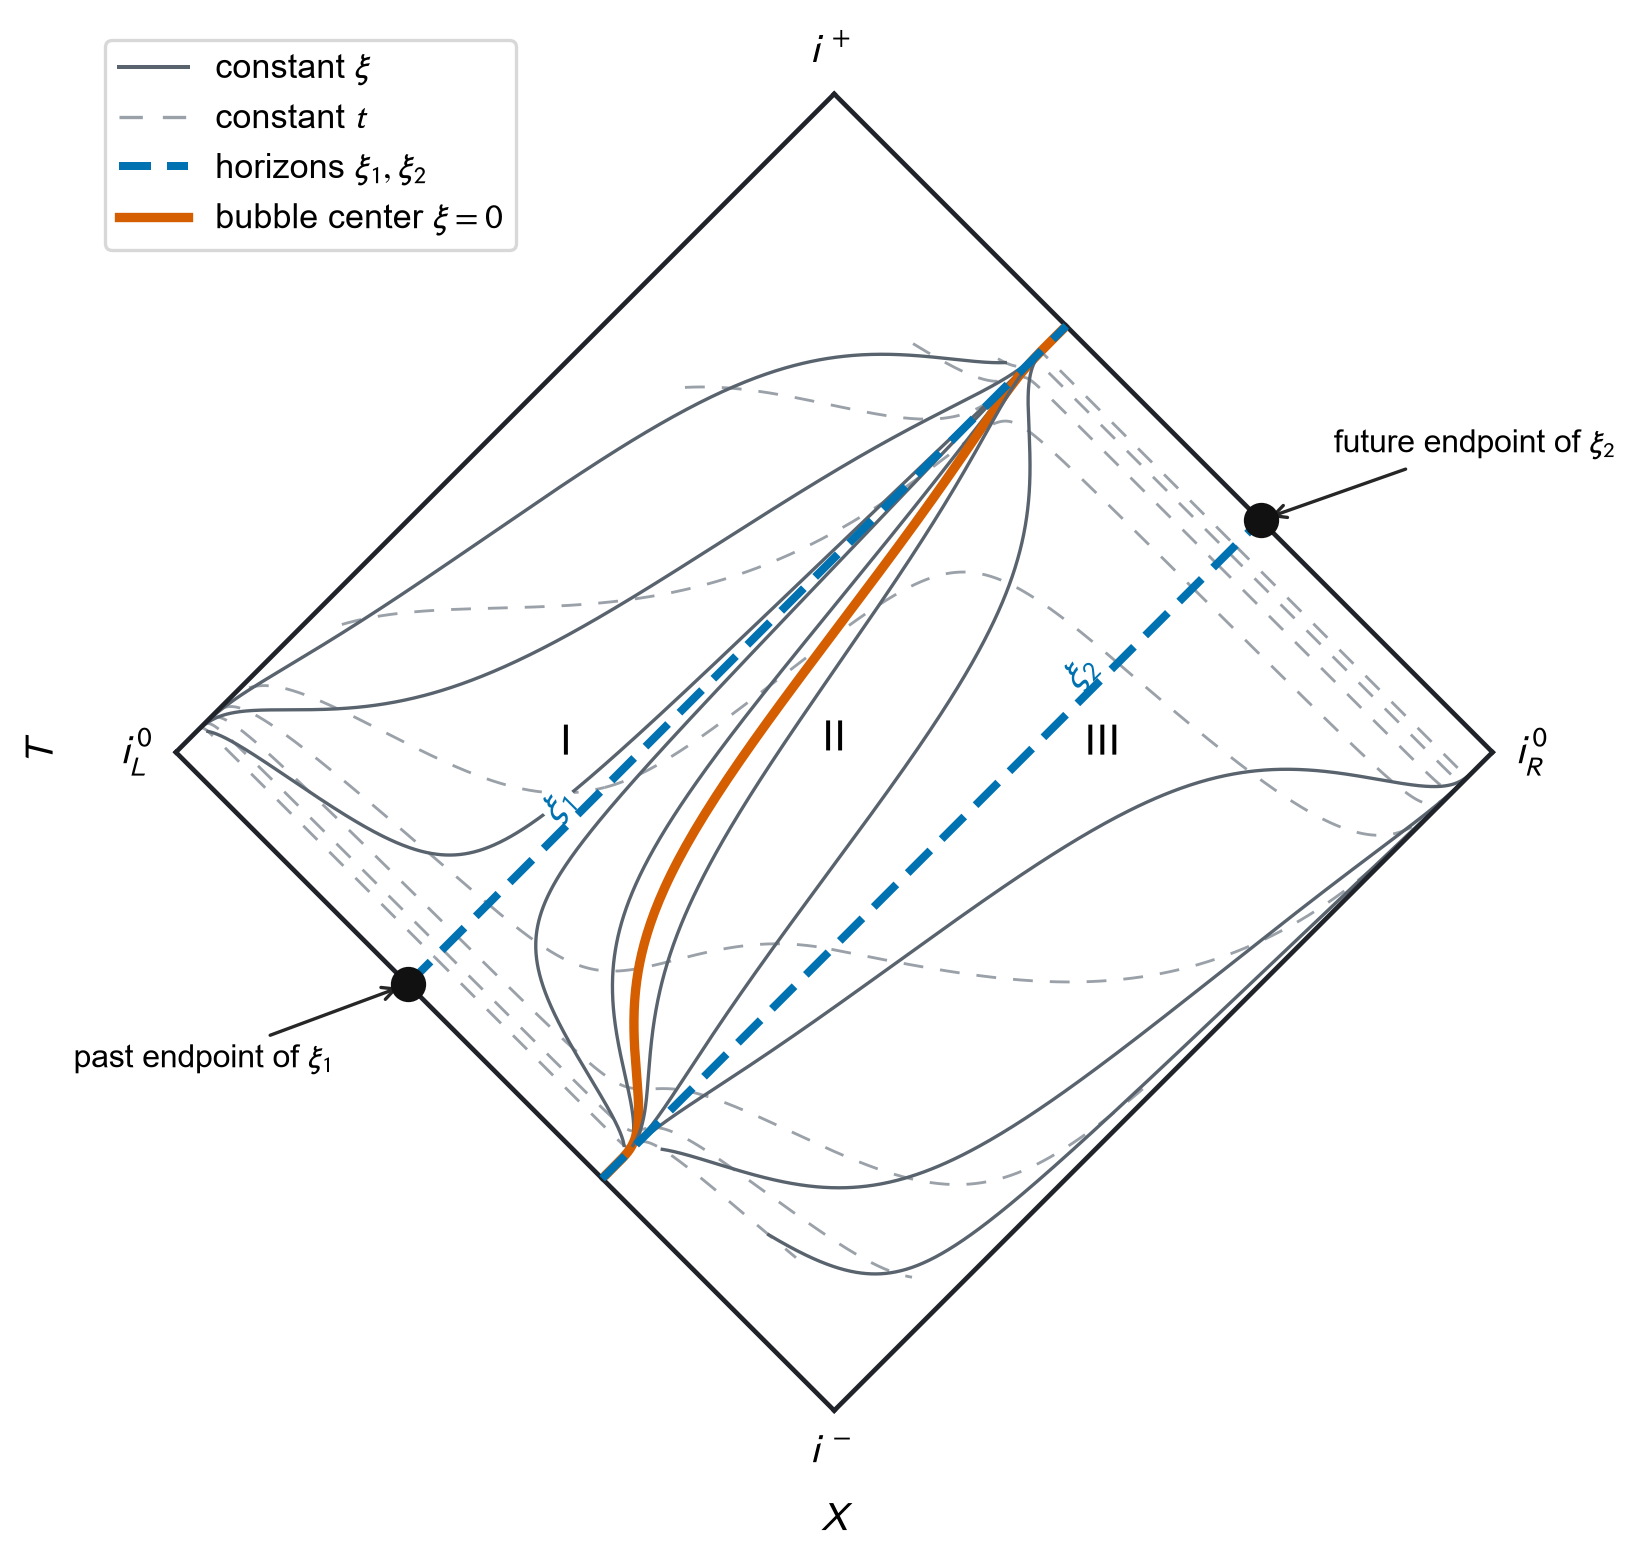 i⁺
constant ξ
constant t
horizons ξ₁, ξ₂
bubble center ξ = 0
future endpoint of ξ₂
ξ₂
I
II
III
T
i⁰_L
i⁰_R
ξ₁
past endpoint of ξ₁
i⁻
X